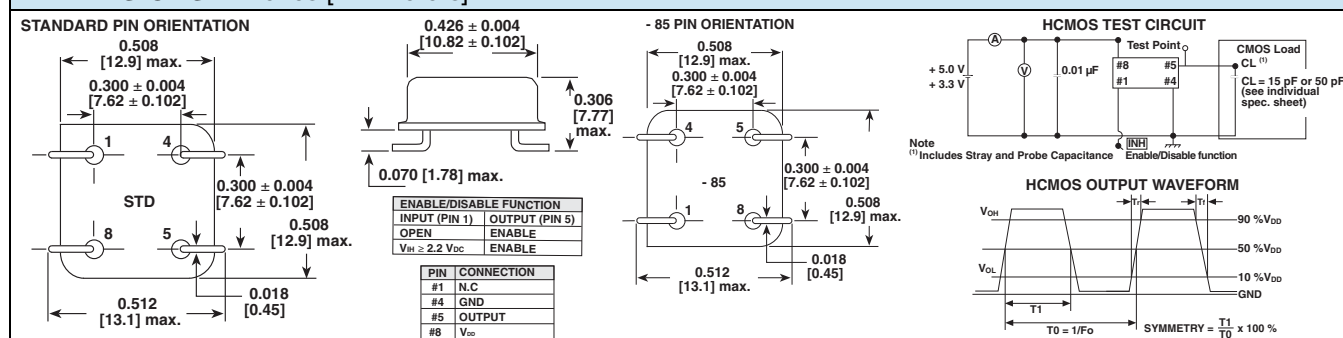 STANDARD PIN ORIENTATION
0.508
[12.9] max.
0.300 ± 0.004
[7.62 ± 0.102]
1
4
STD
8
5
0.300 ± 0.004
[7.62 ± 0.102]
0.508
[12.9] max.
0.512
[13.1] max.
0.018
[0.45]
0.426 ± 0.004
[10.82 ± 0.102]
0.306
[7.77]
max.
0.070 [1.78] max.
ENABLE/DISABLE FUNCTION
INPUT (PIN 1) OUTPUT (PIN 5)
OPEN ENABLE
VIH ≥ 2.2 VDC ENABLE
PIN CONNECTION
#1 N.C
#4 GND
#5 OUTPUT
#8 VDD
- 85 PIN ORIENTATION
0.508
[12.9] max.
0.300 ± 0.004
[7.62 ± 0.102]
4
5
- 85
1
8
0.300 ± 0.004
[7.62 ± 0.102]
0.508
[12.9] max.
0.512
[13.1] max.
0.018
[0.45]
HCMOS TEST CIRCUIT
A
Test Point
CMOS Load
CL (1)
+ 5.0 V
+ 3.3 V
V
0.01 µF
#8 #5
#1 #4
CL = 15 pF or 50 pF
(see individual
spec. sheet)
Note
INH
(1) Includes Stray and Probe Capacitance Enable/Disable function
HCMOS OUTPUT WAVEFORM
Tr
Tf
VOH
90 %VDD
50 %VDD
VOL
10 %VDD
GND
T1
T0 = 1/Fo
SYMMETRY = T1/T0 x 100 %